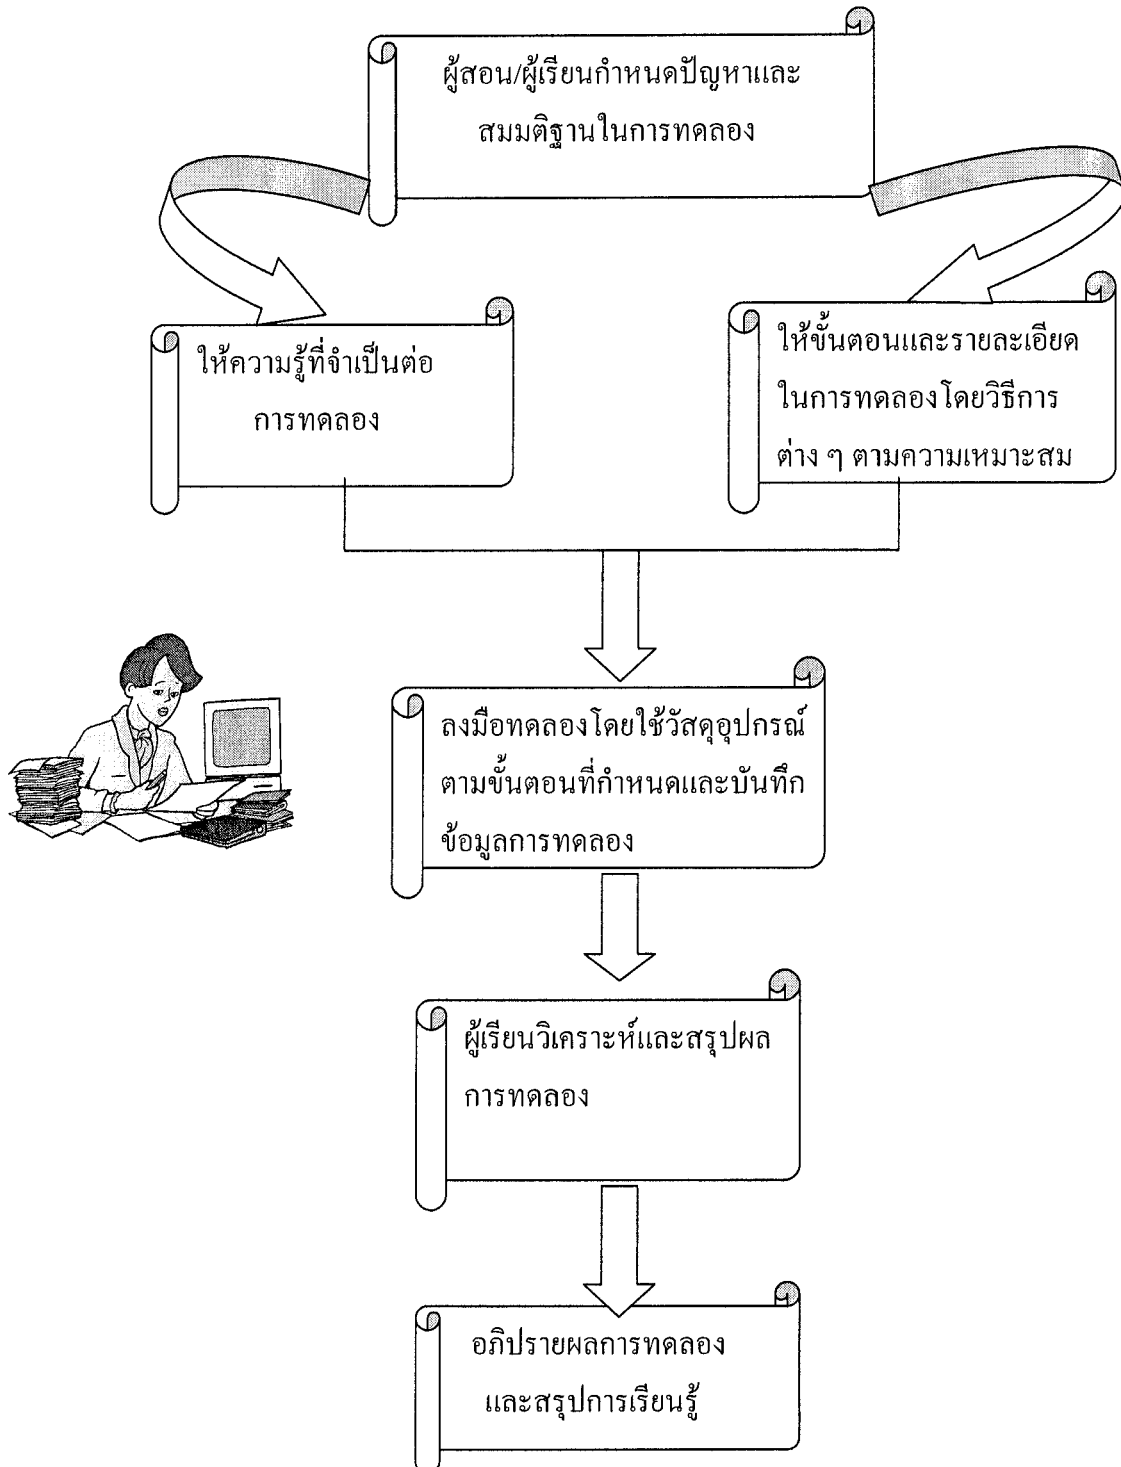 ผู้สอน/ผู้เรียนกำหนดปัญหาและ
สมมติฐานในการทดลอง
ให้ความรู้ที่จำเป็นต่อ
การทดลอง
ให้ขั้นตอนและรายละเอียด
ในการทดลองโดยวิธีการ
ต่าง ๆ ตามความเหมาะสม
ลงมือทดลองโดยใช้วัสดุอุปกรณ์
ตามขั้นตอนที่กำหนดและบันทึก
ข้อมูลการทดลอง
ผู้เรียนวิเคราะห์และสรุปผล
การทดลอง
อภิปรายผลการทดลอง
และสรุปการเรียนรู้